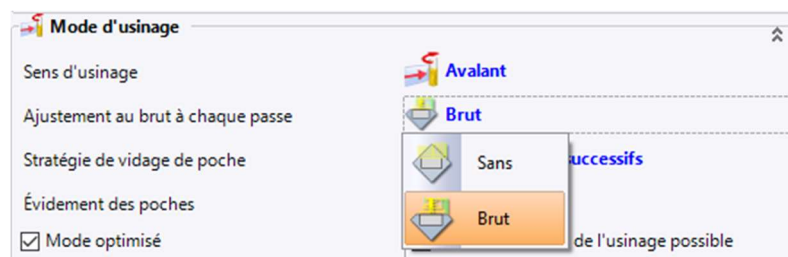 Mode d'usinage
Sens d'usinage Avalant
Ajustement au brut à chaque passe Brut
Stratégie de vidage de poche uccessifs
Sans
Évidement des poches
Brut
Mode optimisé de l'usinage possible